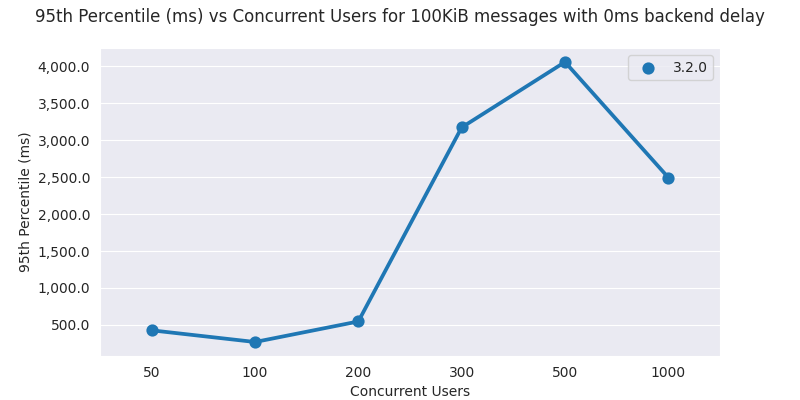 95th Percentile (ms) vs Concurrent Users for 100KiB messages with 0ms backend delay
3.2.0
4,000.0
3,500.0
3,000.0
2,500.0
2,000.0
1,500.0
1,000.0
500.0
95th Percentile (ms)
50 100 200 300 500 1000
Concurrent Users